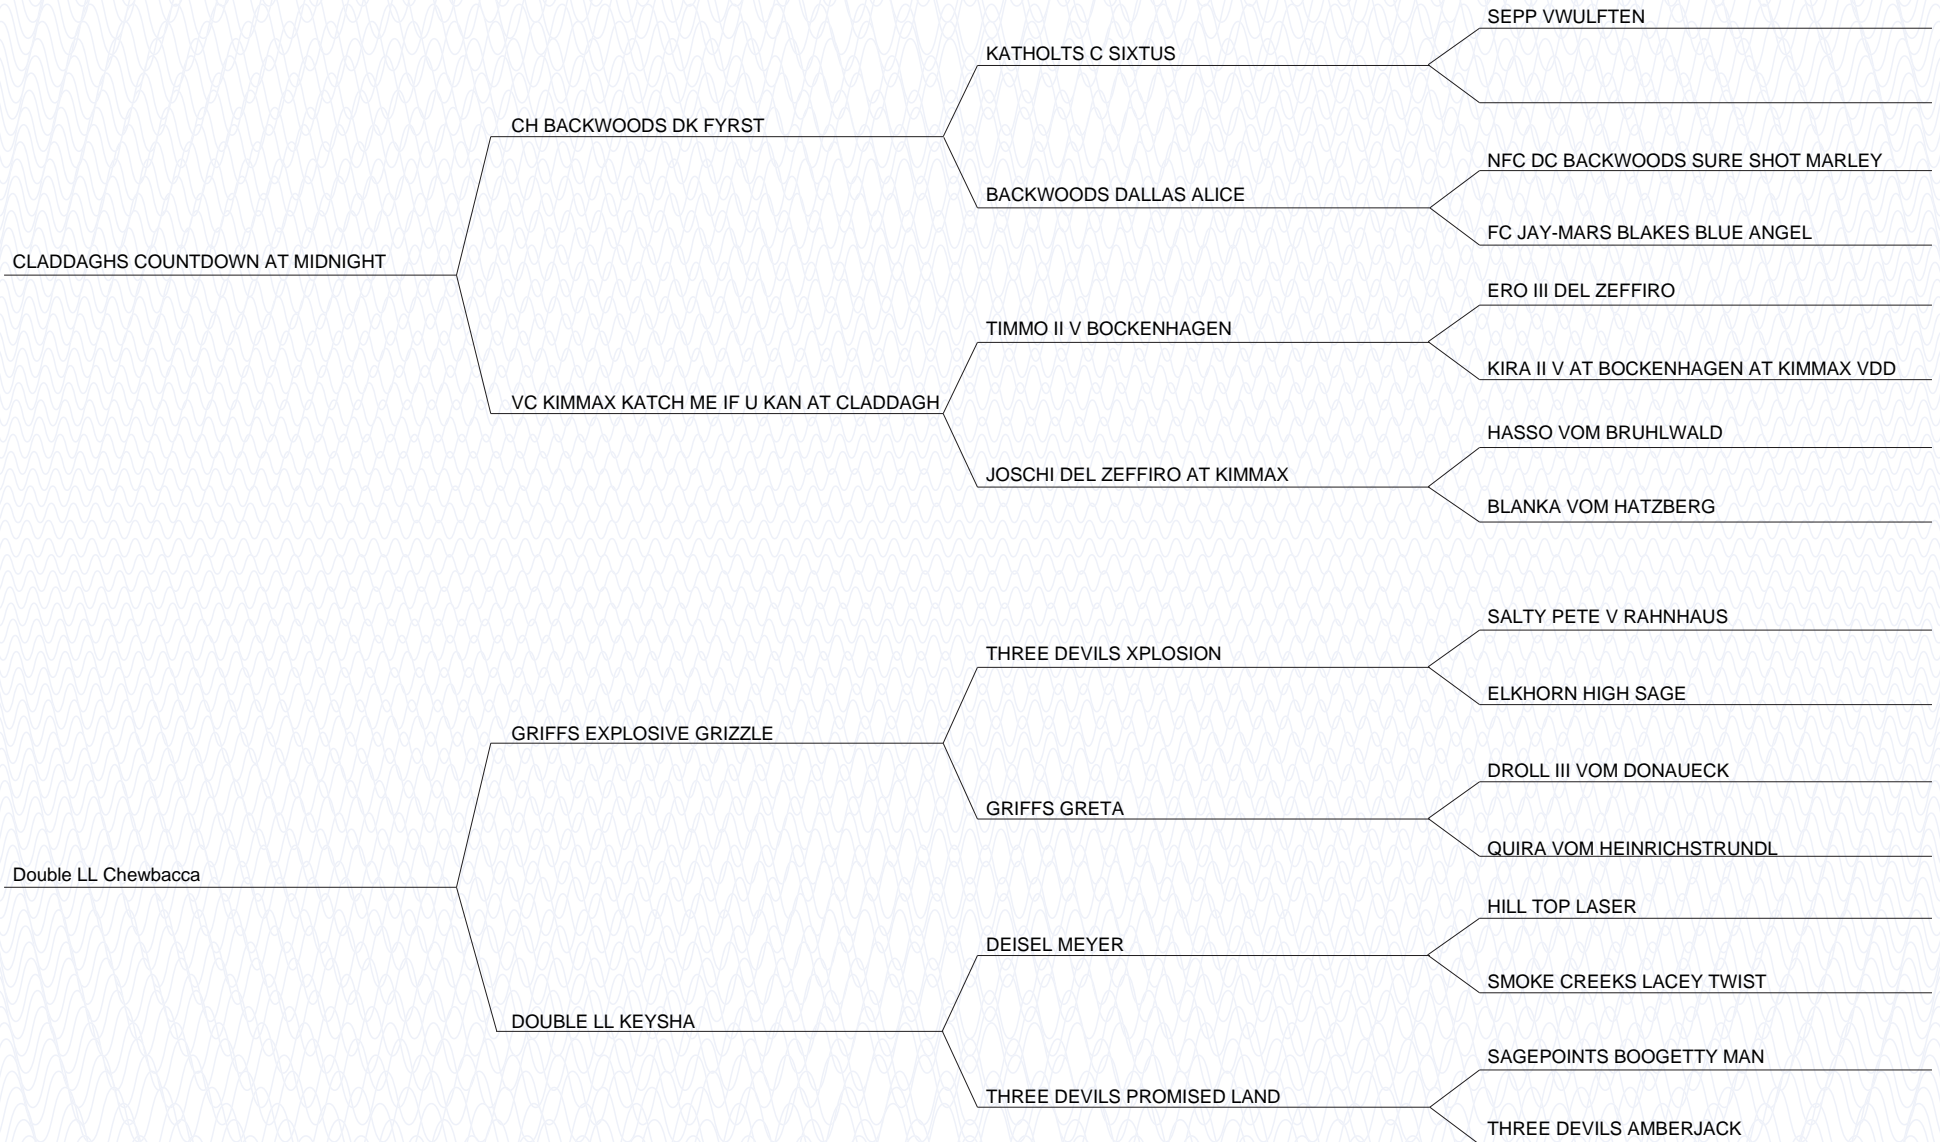 SEPP VWULFTEN
KATHOLTS C SIXTUS
CH BACKWOODS DK FYRST
NFC DC BACKWOODS SURE SHOT MARLEY
BACKWOODS DALLAS ALICE
FC JAY-MARS BLAKES BLUE ANGEL
CLADDAGHS COUNTDOWN AT MIDNIGHT
ERO III DEL ZEFFIRO
TIMMO II V BOCKENHAGEN
KIRA II V AT BOCKENHAGEN AT KIMMAX VDD
VC KIMMAX KATCH ME IF U KAN AT CLADDAGH
HASSO VOM BRUHLWALD
JOSCHI DEL ZEFFIRO AT KIMMAX
BLANKA VOM HATZBERG
SALTY PETE V RAHNHAUS
THREE DEVILS XPLOSION
ELKHORN HIGH SAGE
GRIFFS EXPLOSIVE GRIZZLE
DROLL III VOM DONAUECK
GRIFFS GRETA
QUIRA VOM HEINRICHSTRUNDL
Double LL Chewbacca
HILL TOP LASER
DEISEL MEYER
SMOKE CREEKS LACEY TWIST
DOUBLE LL KEYSHA
SAGEPOINTS BOOGETTY MAN
THREE DEVILS PROMISED LAND
THREE DEVILS AMBERJACK